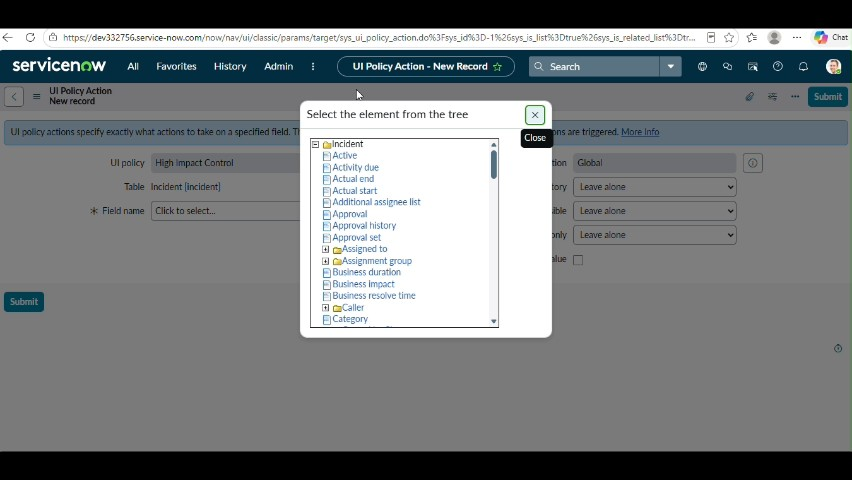 https://dev332756.service-now.com/now/nav/ui/classic/params/target/sys_ui_policy_action.do%3Fsys_id%3D-1%26sys_is_list%3Dtrue%26sys_is_related_list%3Dtr...
Chat
servicenow All Favorites History Admin UI Policy Action - New Record Search
UI Policy Action
New record
Submit
Select the element from the tree
Close
UI policy actions specify exactly what actions to take on a specified field. Th
ons are triggered. More Info
UI policy High Impact Control
Table Incident [incident]
Field name Click to select...
tion Global
tory Leave alone
ible Leave alone
only Leave alone
alue
Submit
Incident
Active
Activity due
Actual end
Actual start
Additional assignee list
Approval
Approval history
Approval set
Assigned to
Assignment group
Business duration
Business impact
Business resolve time
Caller
Category